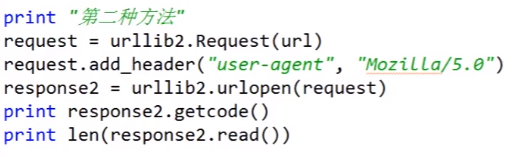 print "第二种方法"
request = urllib2.Request(url)
request.add_header("user-agent", "Mozilla/5.0")
response2 = urllib2.urlopen(request)
print response2.getcode()
print len(response2.read())